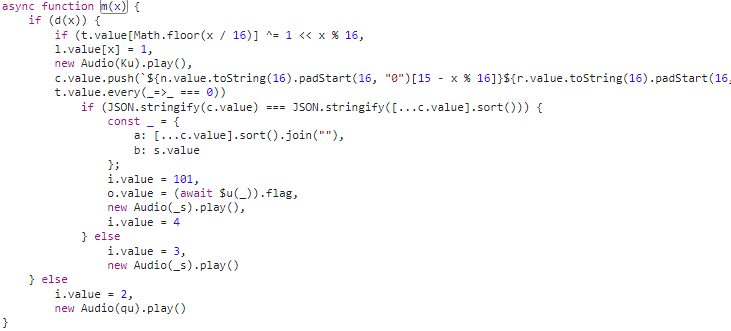 async function m(x) {
    if (d(x)) {
        if (t.value[Math.floor(x / 16)] ^= 1 << x % 16,
        l.value[x] = 1,
        new Audio(Ku).play(),
        c.value.push(`${n.value.toString(16).padStart(16, "0")[15 - x % 16]}${r.value.toString(16).padStart(16,
        t.value.every(_=>_ === 0))
            if (JSON.stringify(c.value) === JSON.stringify([...c.value].sort())) {
                const _ = {
                    a: [...c.value].sort().join(""),
                    b: s.value
                };
                i.value = 101,
                o.value = (await $u(_)).flag,
                new Audio(_s).play(),
                i.value = 4
            } else
                i.value = 3,
                new Audio(_s).play()
    } else
        i.value = 2,
        new Audio(qu).play()
}